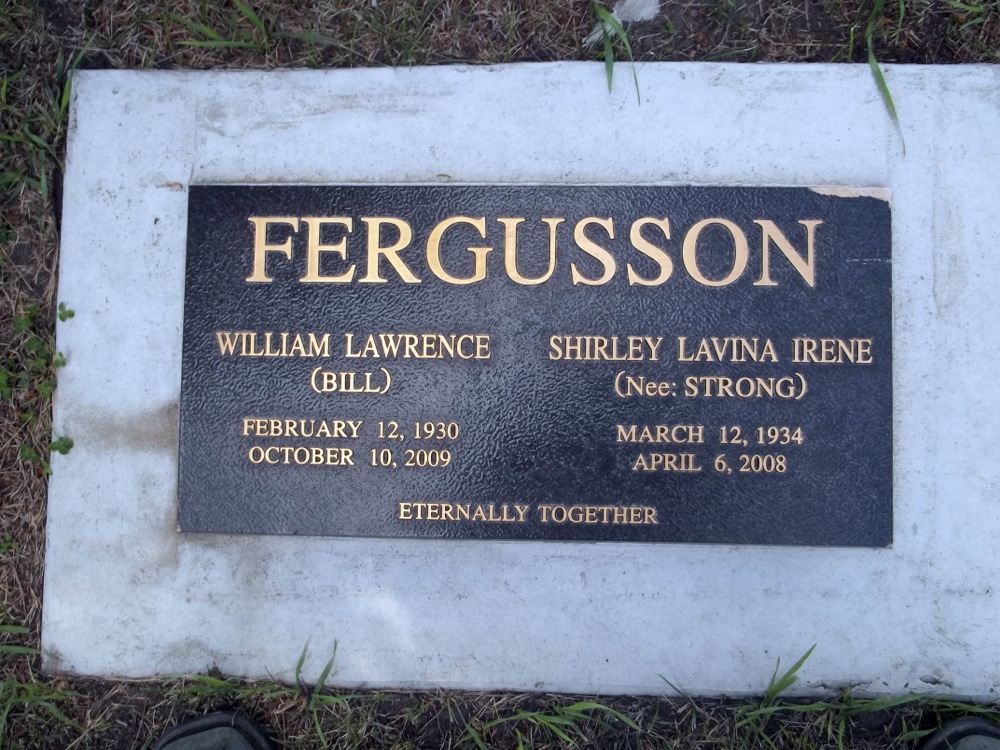 FERGUSSON
WILLIAM LAWRENCE
(BILL)
FEBRUARY 12, 1930
OCTOBER 10, 2009
SHIRLEY LAVINA IRENE
(Nee: STRONG)
MARCH 12, 1934
APRIL 6, 2008
ETERNALLY TOGETHER